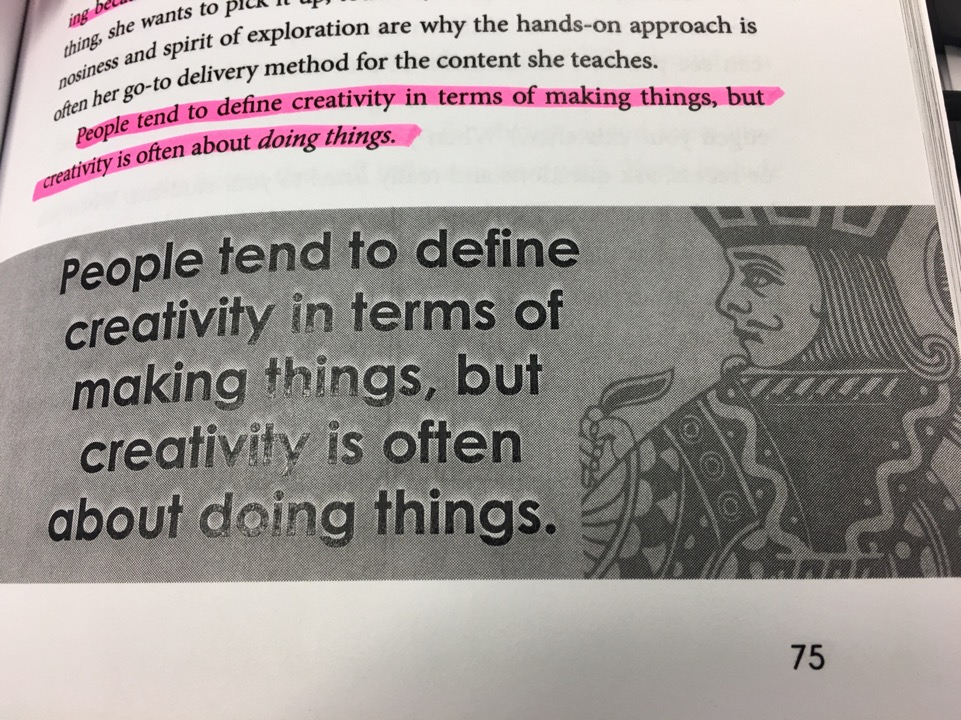 ing
thing, she wants to pick it up,
nosiness and spirit of exploration are why the hands-on approach is
often her go-to delivery method for the content she teaches.
People tend to define creativity in terms of making things, but
creativity is often about doing things.
People tend to define
creativity in terms of
making things, but
creativity is often
about doing things.
75